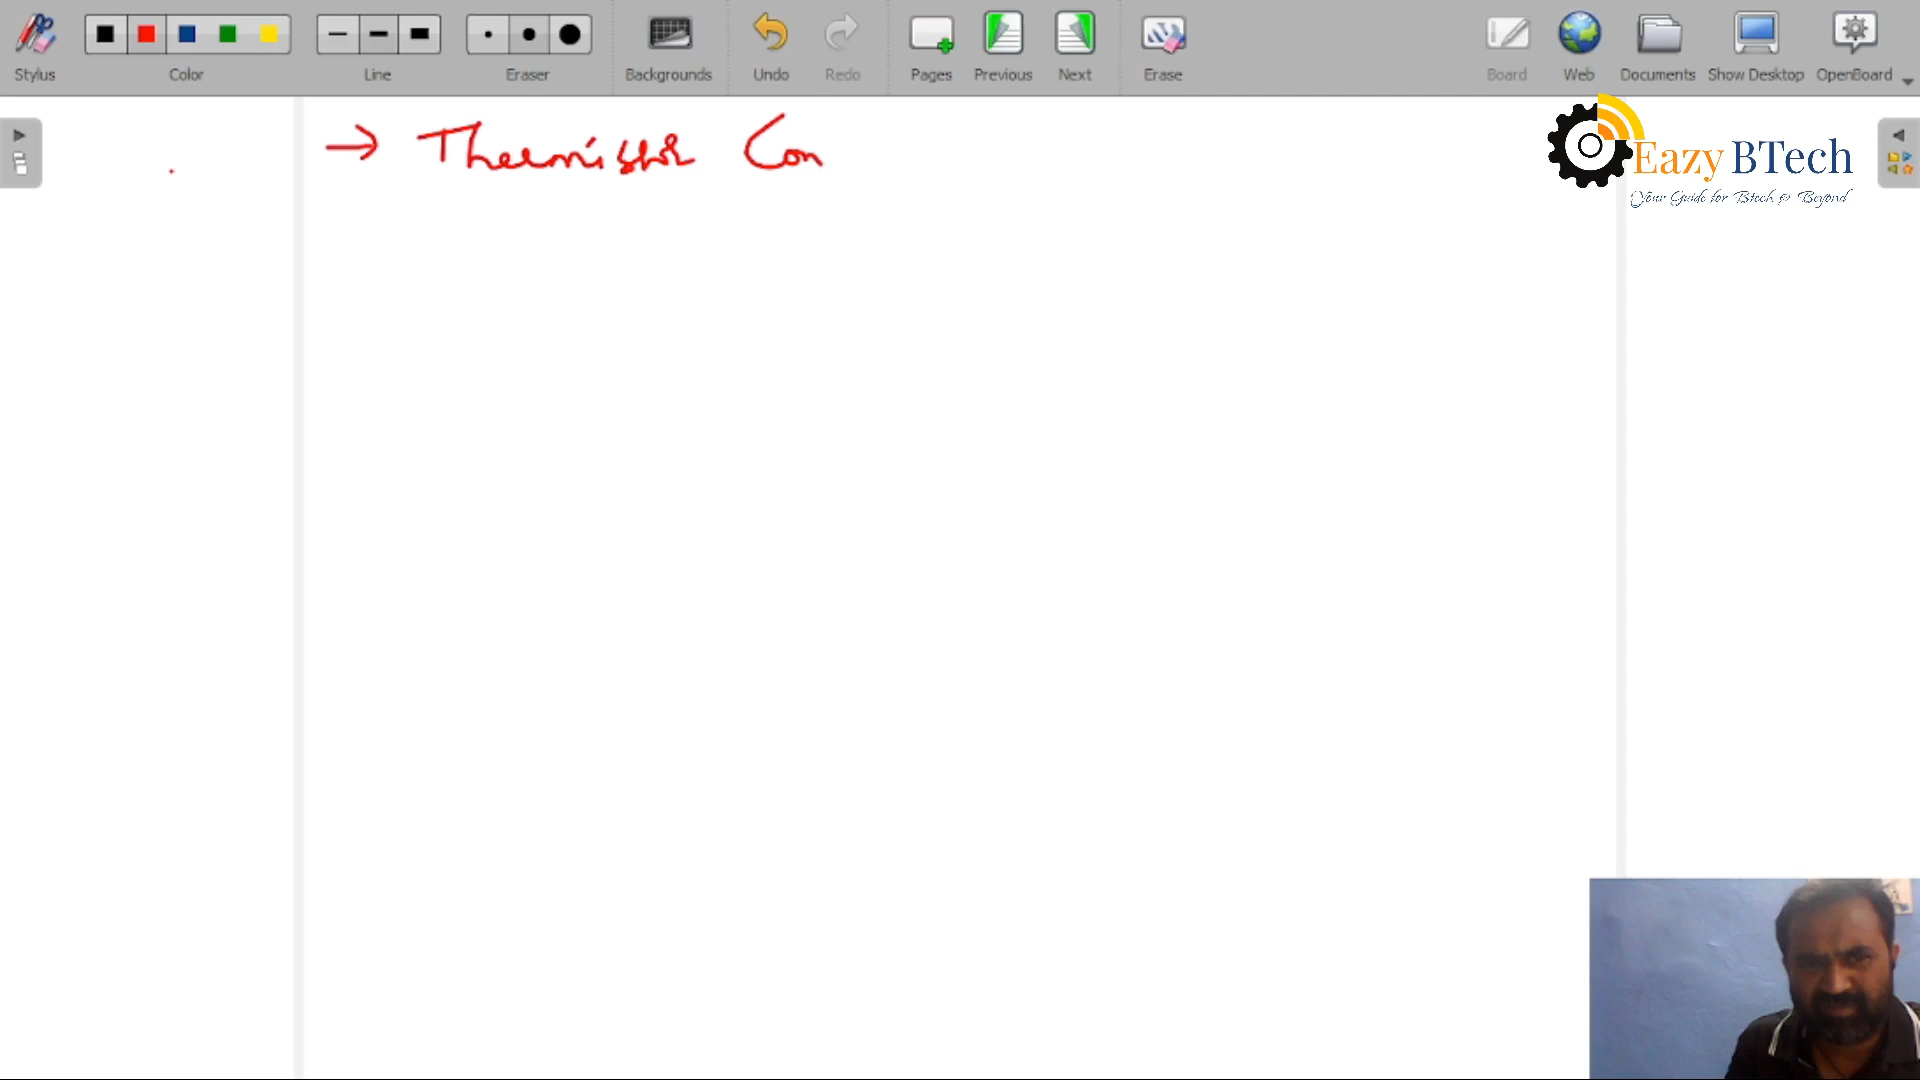 Stylus Color Line Eraser Backgrounds Undo Redo Pages Previous Next Erase Board Web Documents Show Desktop OpenBoard
→ Thermistor Con
Eazy BTech
Your Guide for Btech & Beyond